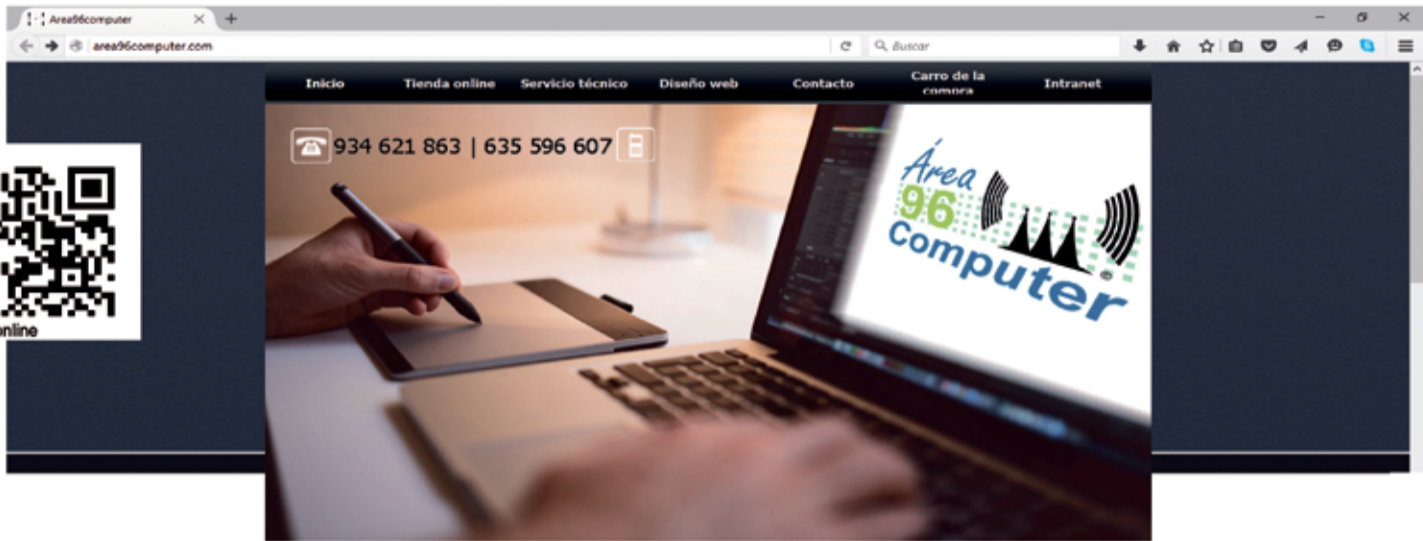 Area96computer
area96computer.com
Buscar
Inicio
Tienda online
Servicio técnico
Diseño web
Contacto
Carro de la
compra
Intranet
934 621 863 | 635 596 607
Área
96
Computer
online